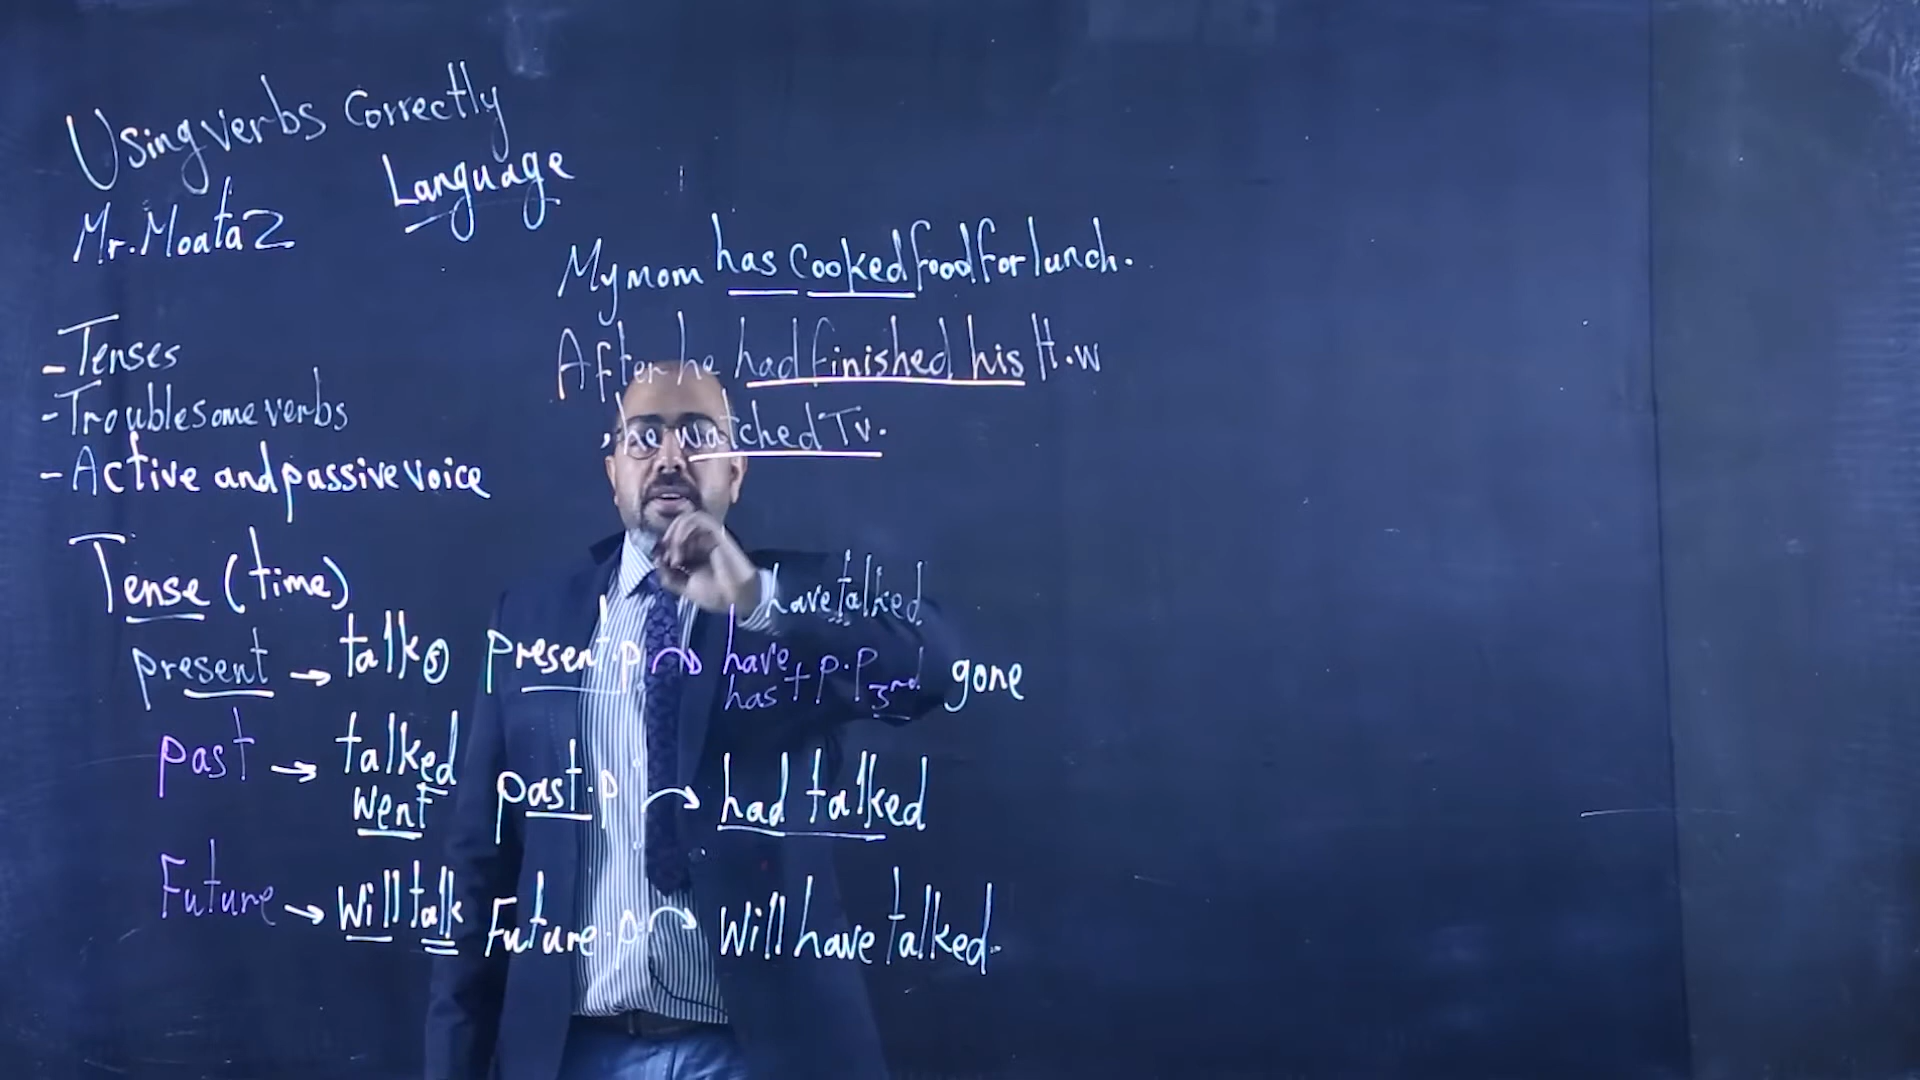 Using verbs Correctly
Language
Mr. Moataz
- Tenses
- Troublesome verbs
- Active and passive voice
My mom has cooked food for lunch.
After he had finished his H.w
, he watched Tv.
Tense (time)
present → talk s
past → talked
went
Future → will talk
have talked
present.p → have
has + p.p 3rd gone
past.p → had talked
Future.p → Will have talked.